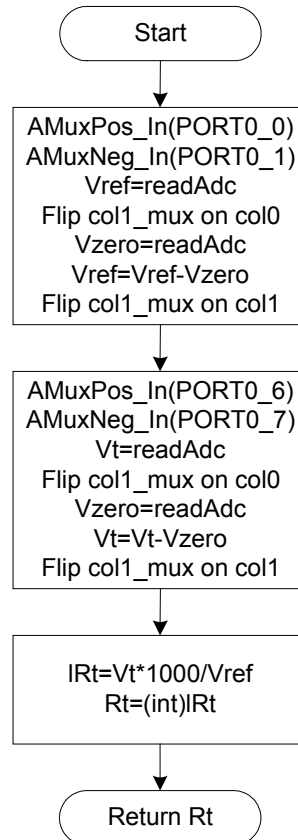 Start
AMuxPos_In(PORT0_0)
AMuxNeg_In(PORT0_1)
Vref=readAdc
Flip col1_mux on col0
Vzero=readAdc
Vref=Vref-Vzero
Flip col1_mux on col1
AMuxPos_In(PORT0_6)
AMuxNeg_In(PORT0_7)
Vt=readAdc
Flip col1_mux on col0
Vzero=readAdc
Vt=Vt-Vzero
Flip col1_mux on col1
lRt=Vt*1000/Vref
Rt=(int)lRt
Return Rt